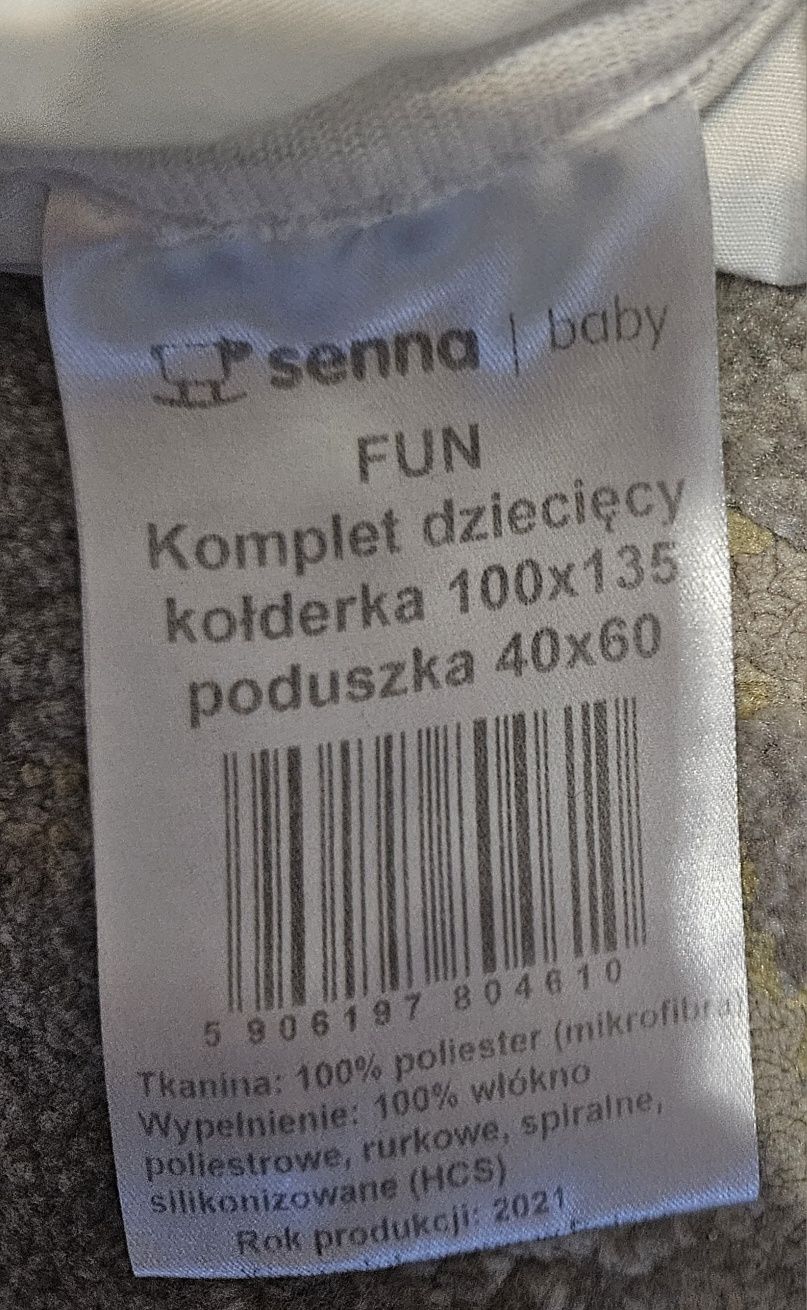 senna | baby
FUN
Komplet dziecięcy
kołderka 100x135
poduszka 40x60
5 906197 804610
Tkanina: 100% poliester (mikrofibra)
Wypełnienie: 100% włókno
poliestrowe, rurkowe, spiralne,
silikonizowane (HCS)
Rok produkcji: 2021